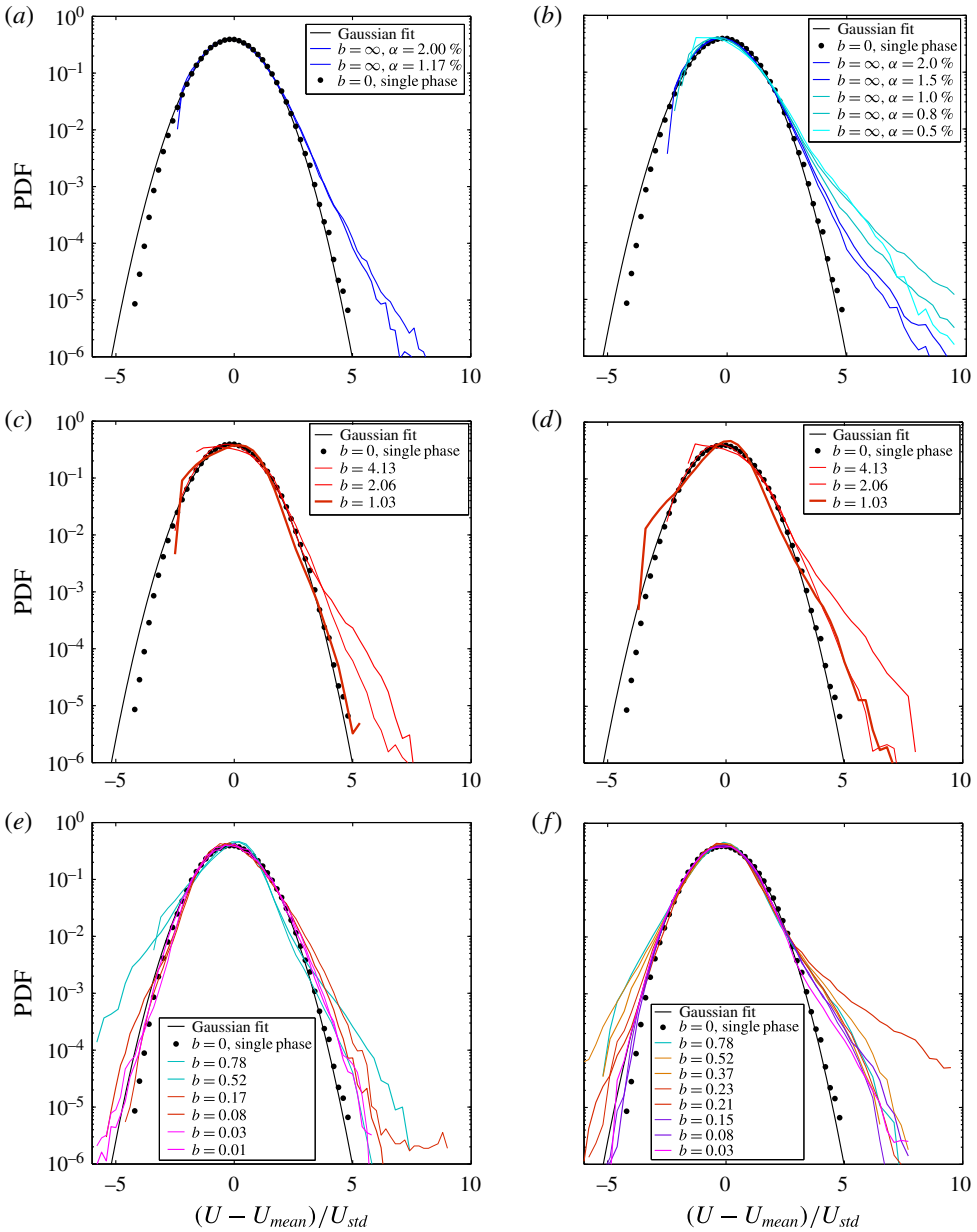 (a)
10^0
10^-1
10^-2
10^-3
10^-4
10^-5
10^-6
PDF
Gaussian fit
b = ∞, α = 2.00 %
b = ∞, α = 1.17 %
b = 0, single phase
−5
0
5
10
(b)
Gaussian fit
b = 0, single phase
b = ∞, α = 2.0 %
b = ∞, α = 1.5 %
b = ∞, α = 1.0 %
b = ∞, α = 0.8 %
b = ∞, α = 0.5 %
−5
0
5
10
(c)
10^0
10^-1
10^-2
10^-3
10^-4
10^-5
10^-6
PDF
Gaussian fit
b = 0, single phase
b = 4.13
b = 2.06
b = 1.03
−5
0
5
10
(d)
Gaussian fit
b = 0, single phase
b = 4.13
b = 2.06
b = 1.03
−5
0
5
10
(e)
10^0
10^-1
10^-2
10^-3
10^-4
10^-5
10^-6
PDF
Gaussian fit
b = 0, single phase
b = 0.78
b = 0.52
b = 0.17
b = 0.08
b = 0.03
b = 0.01
−5
0
5
10
(U − U_mean)/U_std
(f)
Gaussian fit
b = 0, single phase
b = 0.78
b = 0.52
b = 0.37
b = 0.23
b = 0.21
b = 0.15
b = 0.08
b = 0.03
−5
0
5
10
(U − U_mean)/U_std